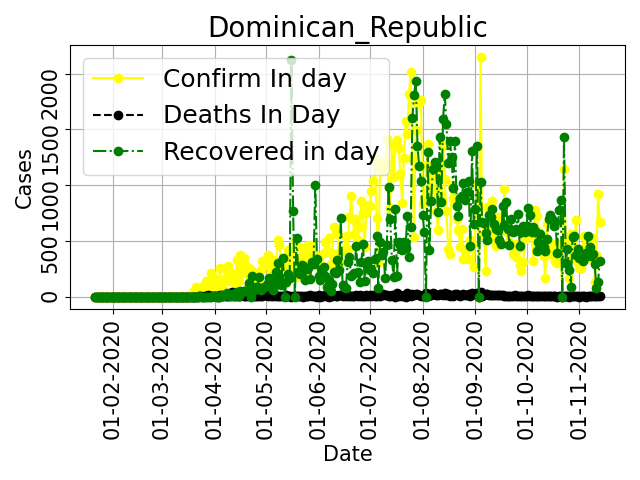 Dominican_Republic
Confirm In day
Deaths In Day
Recovered in day
Cases
2000
1500
1000
500
0
01-02-2020
01-03-2020
01-04-2020
01-05-2020
01-06-2020
01-07-2020
01-08-2020
01-09-2020
01-10-2020
01-11-2020
Date